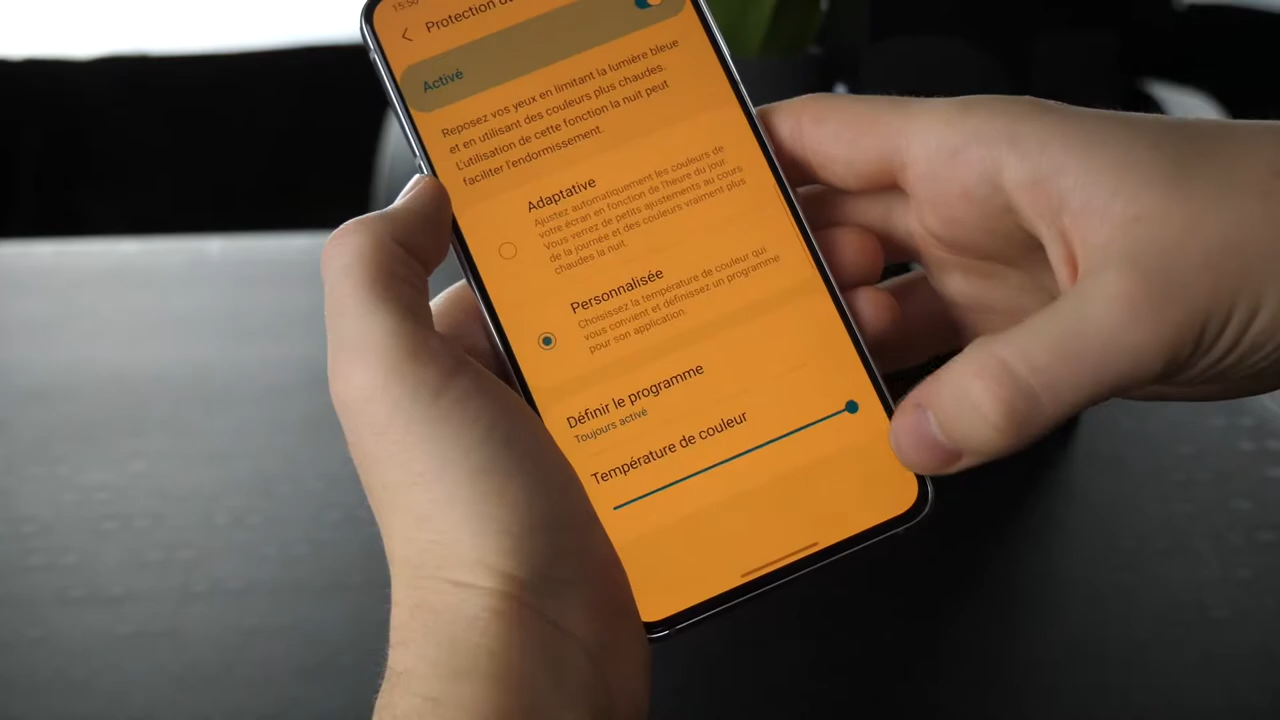 15:50
Protection
Activé
Reposez vos yeux en limitant la lumière bleue
et en utilisant des couleurs plus chaudes.
L'utilisation de cette fonction la nuit peut
faciliter l'endormissement.
Adaptative
Ajustez automatiquement les couleurs de
votre écran en fonction de l'heure du jour.
Vous verrez de petits ajustements au cours
de la journée et des couleurs vraiment plus
chaudes la nuit.
Personnalisée
Choisissez la température de couleur qui
vous convient et définissez un programme
pour son application.
Définir le programme
Toujours activé
Température de couleur